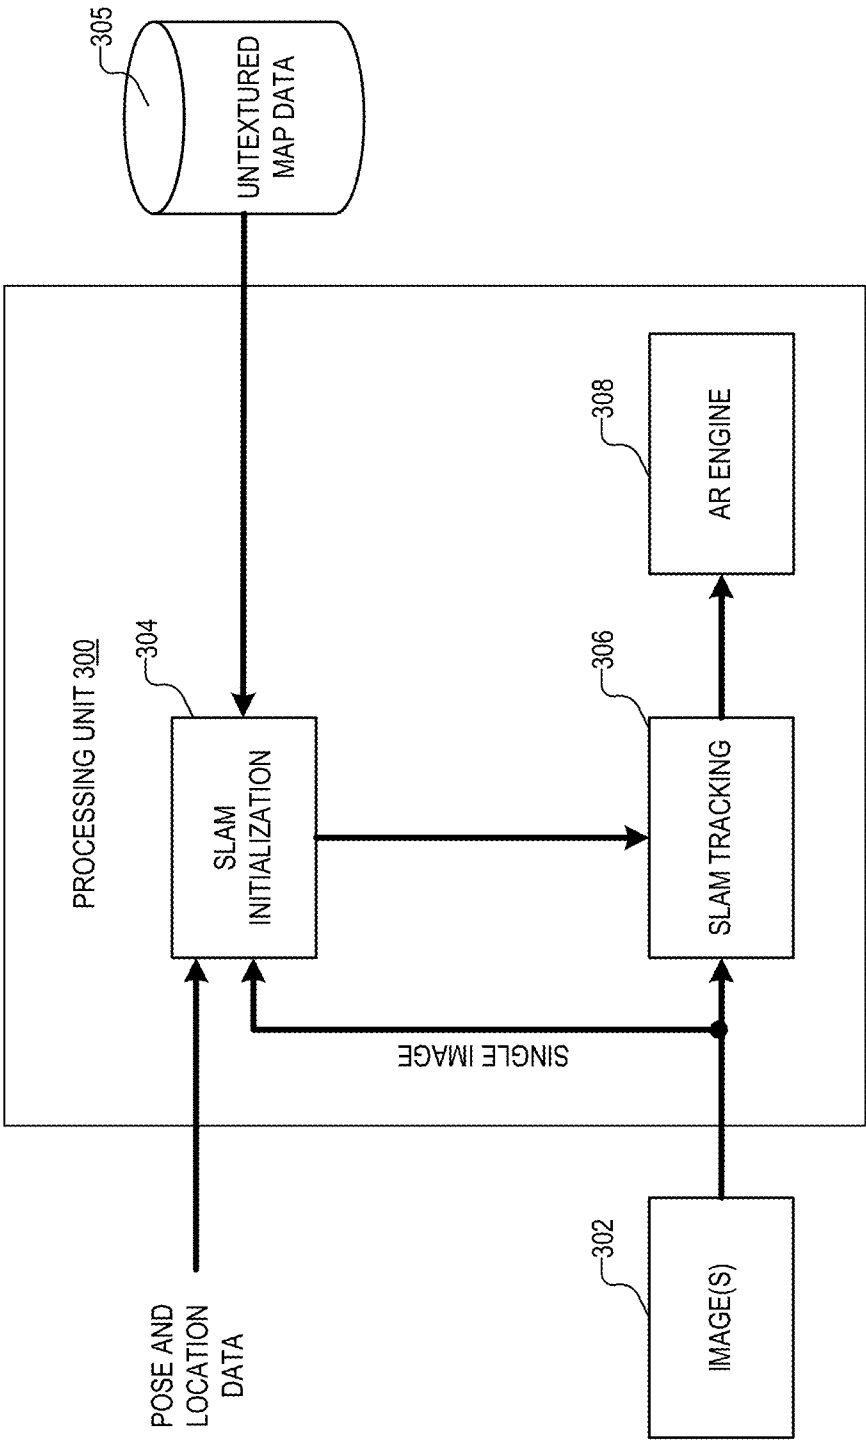 PROCESSING UNIT 300
POSE AND
LOCATION
DATA
304
SLAM
INITIALIZATION
305
UNTEXTURED
MAP DATA
SINGLE IMAGE
302
IMAGE(S)
306
SLAM TRACKING
308
AR ENGINE